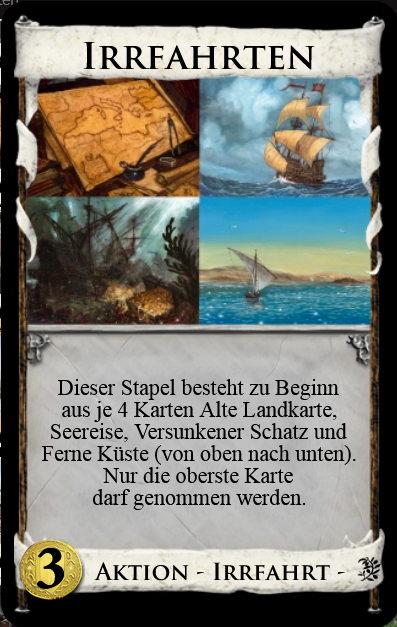 Irrfahrten
Dieser Stapel besteht zu Beginn
aus je 4 Karten Alte Landkarte,
Seereise, Versunkener Schatz und
Ferne Küste (von oben nach unten).
Nur die oberste Karte
darf genommen werden.
3 Aktion - Irrfahrt -